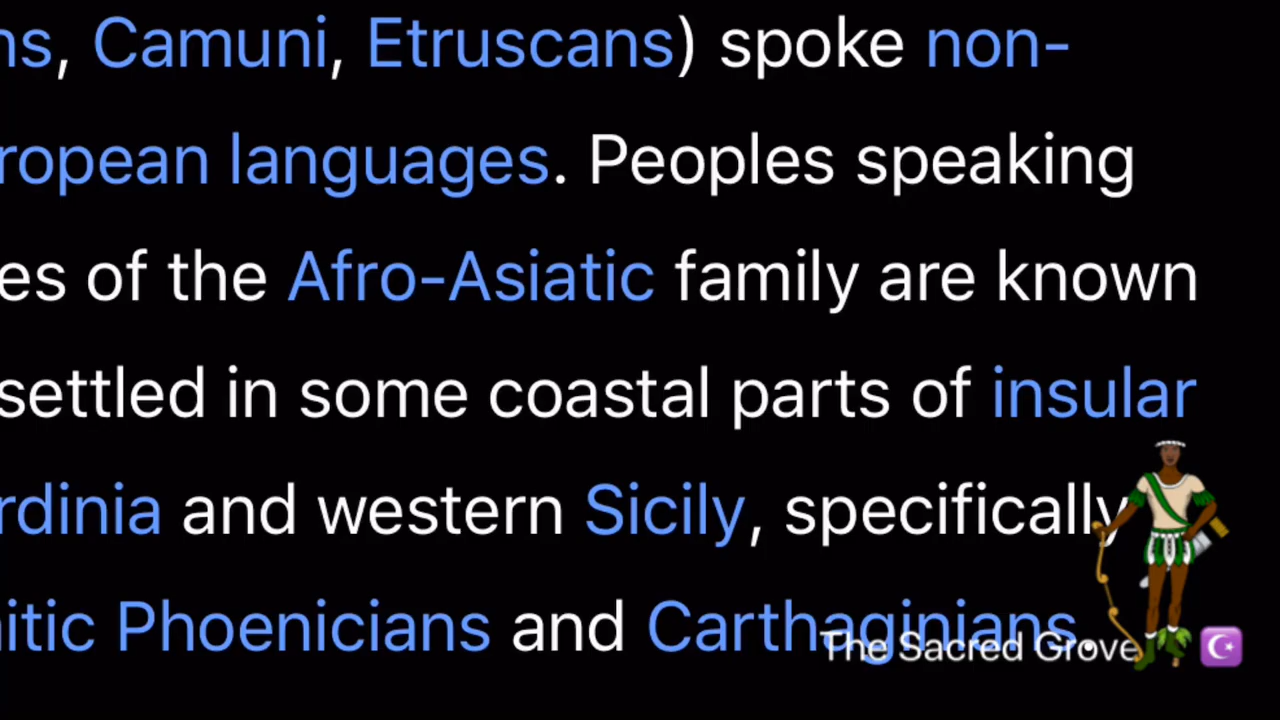 ns, Camuni, Etruscans) spoke non-
ropean languages. Peoples speaking
es of the Afro-Asiatic family are known
settled in some coastal parts of insular
rdinia and western Sicily, specifically
itic Phoenicians and Carthaginians.
The Sacred Grove